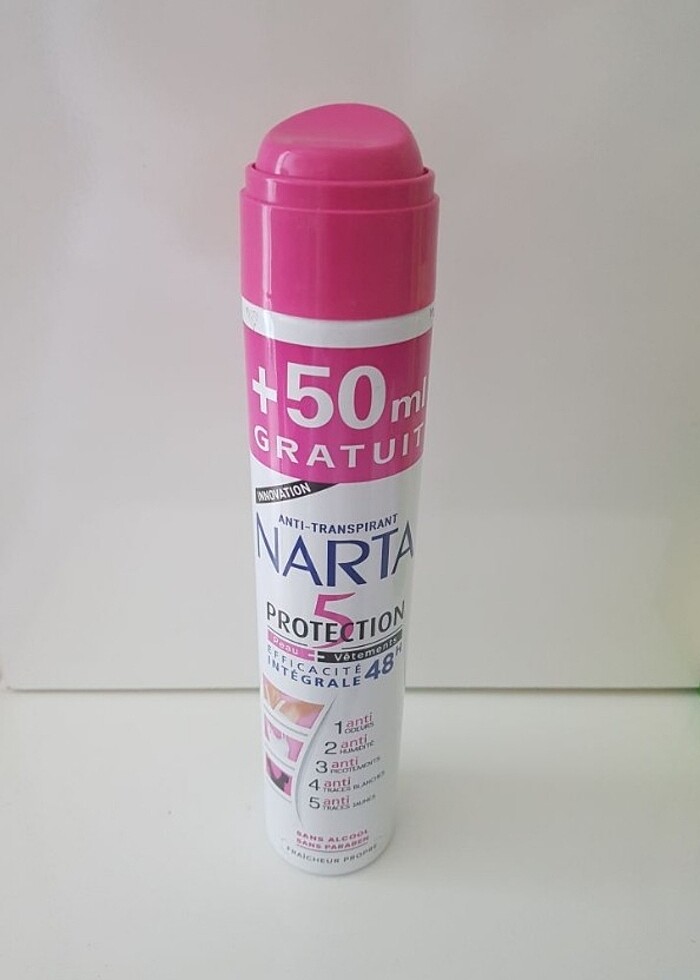 +50 ml
GRATUIT
INNOVATION
ANTI-TRANSPIRANT
NARTA
5
PROTECTION
Peau + Vêtements
EFFICACITÉ
INTÉGRALE 48H
1 anti ODEURS
2 anti HUMIDITÉ
3 anti PICOTEMENTS
4 anti TRACES BLANCHES
5 anti TRACES JAUNES
SANS ALCOOL
SANS PARABEN
FRAÎCHEUR PROPRE